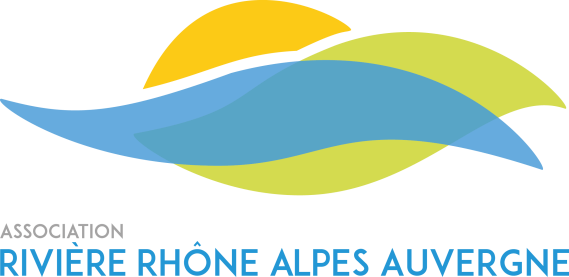 ASSOCIATION
RIVIÈRE RHÔNE ALPES AUVERGNE